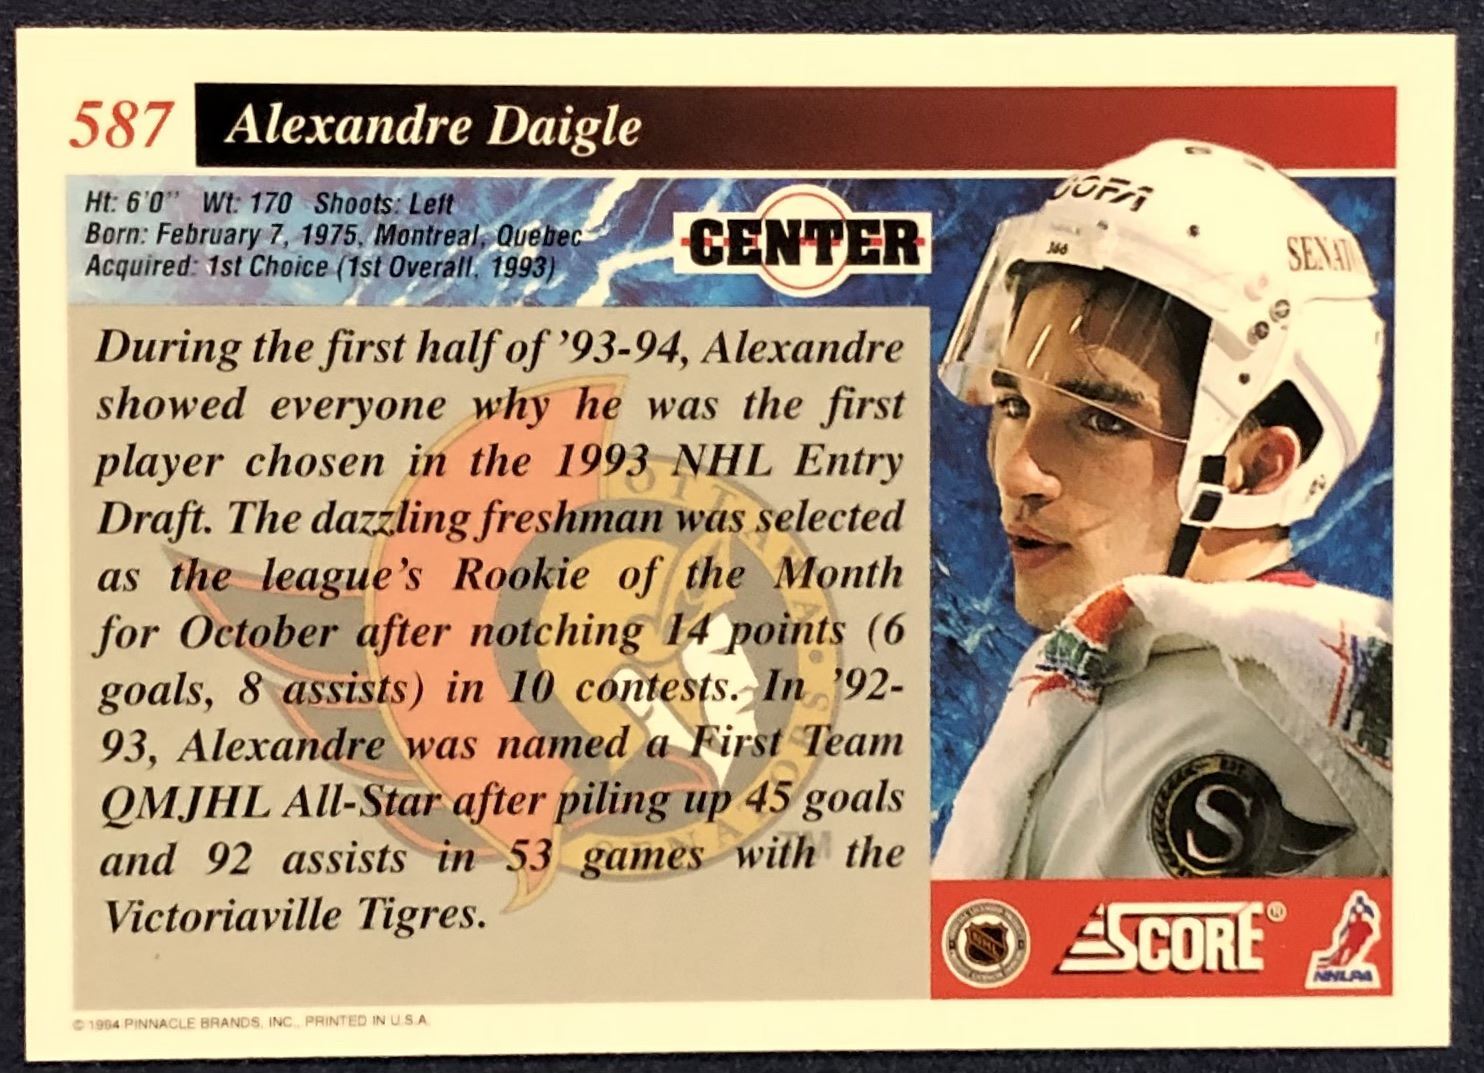 587 Alexandre Daigle
Ht: 6'0" Wt: 170 Shoots: Left
Born: February 7, 1975, Montreal, Quebec
Acquired: 1st Choice (1st Overall, 1993)
CENTER
During the first half of '93-94, Alexandre
showed everyone why he was the first
player chosen in the 1993 NHL Entry
Draft. The dazzling freshman was selected
as the league's Rookie of the Month
for October after notching 14 points (6
goals, 8 assists) in 10 contests. In '92-
93, Alexandre was named a First Team
QMJHL All-Star after piling up 45 goals
and 92 assists in 53 games with the
Victoriaville Tigres.
OTTAWA
SENATORS
TM
366
S
NHL
SCORE®
NHLPA
© 1994 PINNACLE BRANDS, INC., PRINTED IN U.S.A.